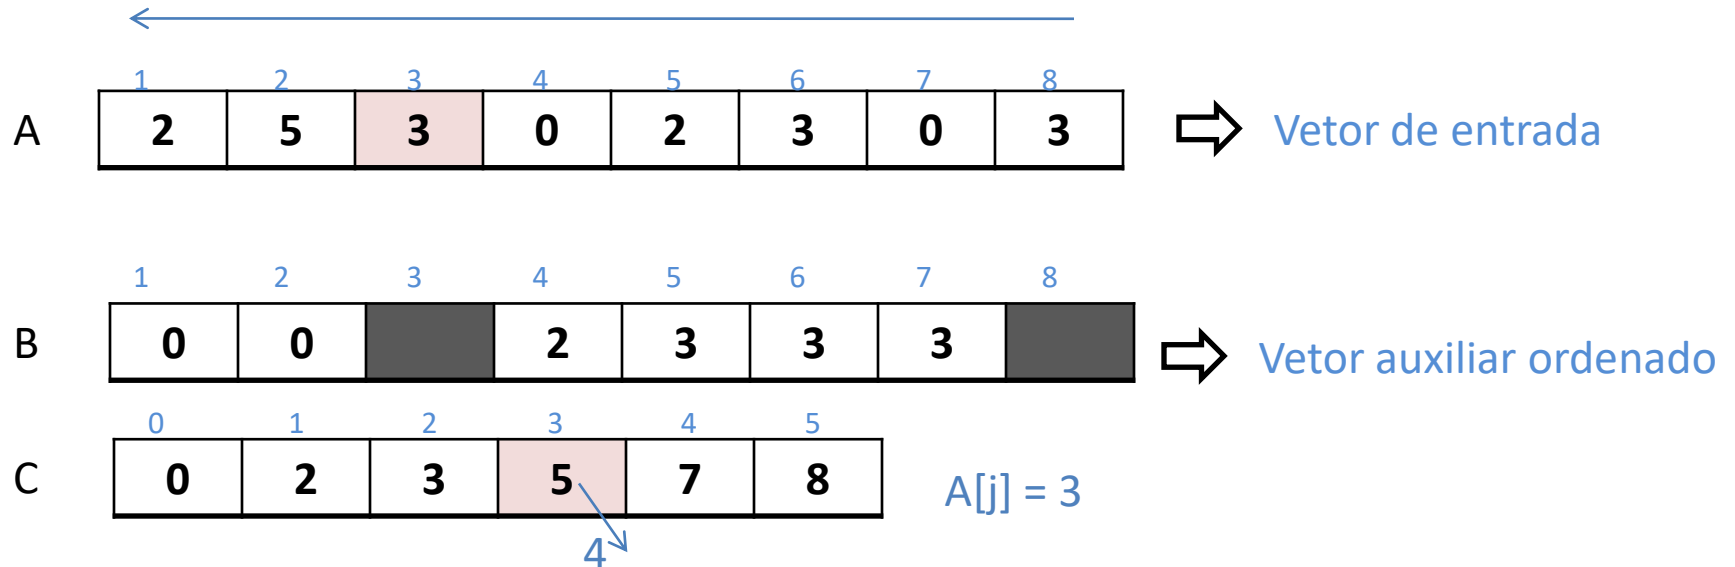 1 2 3 4 5 6 7 8
A 2 5 3 0 2 3 0 3 Vetor de entrada
1 2 3 4 5 6 7 8
B 0 0 2 3 3 3 Vetor auxiliar ordenado
0 1 2 3 4 5
C 0 2 3 5 7 8 A[j] = 3
4